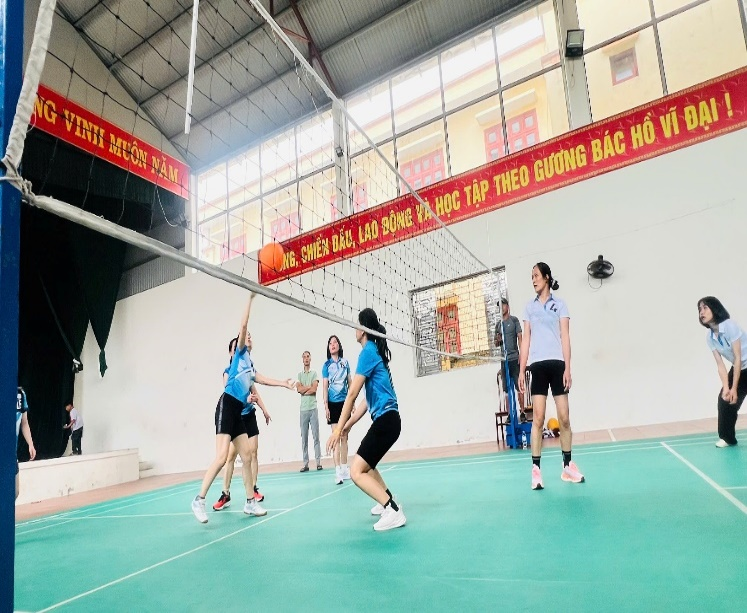 NG VINH MUÔN NĂM
NG, CHIẾN ĐẤU, LAO ĐỘNG VÀ HỌC TẬP THEO GƯƠNG BÁC HỒ VĨ ĐẠI !